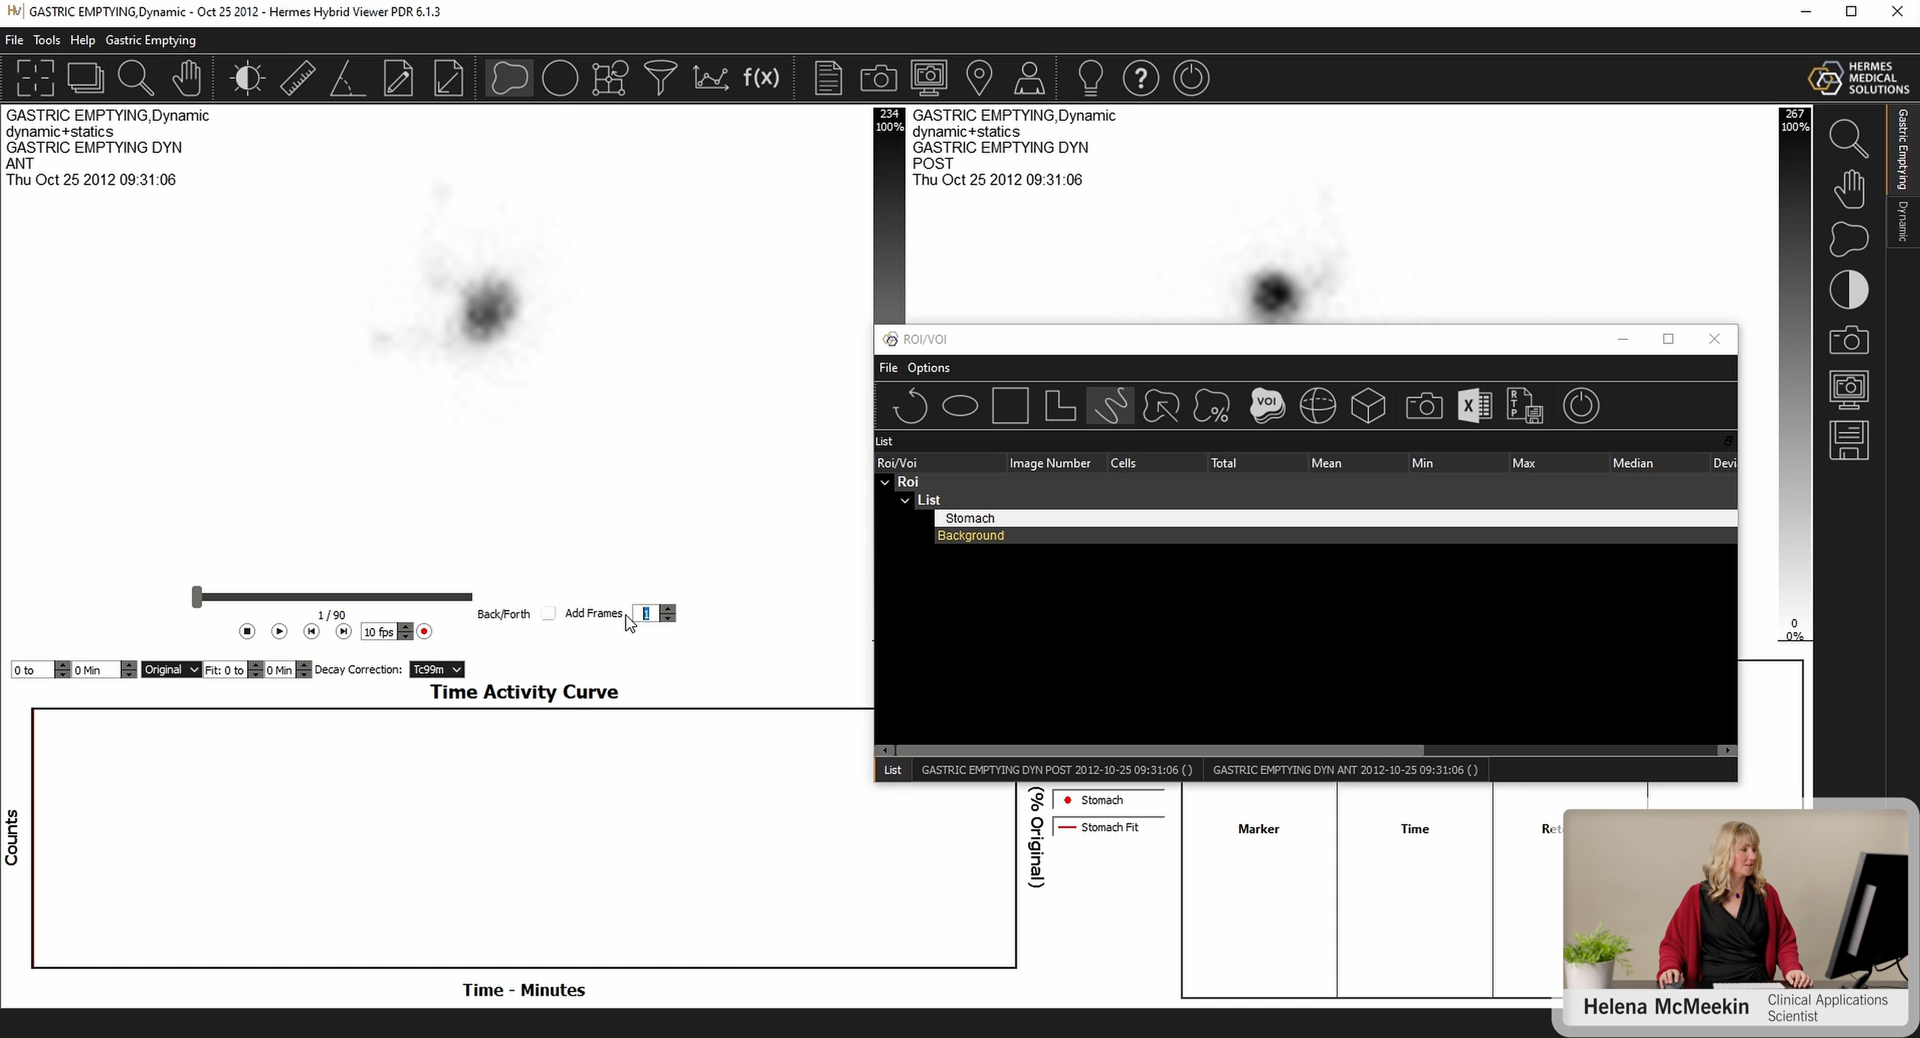 GASTRIC EMPTYING,Dynamic - Oct 25 2012 - Hermes Hybrid Viewer PDR 6.1.3
File Tools Help Gastric Emptying
f(x)
HERMES
MEDICAL
SOLUTIONS
GASTRIC EMPTYING,Dynamic
dynamic+statics
GASTRIC EMPTYING DYN
ANT
Thu Oct 25 2012 09:31:06
234
100%
GASTRIC EMPTYING,Dynamic
dynamic+statics
GASTRIC EMPTYING DYN
POST
Thu Oct 25 2012 09:31:06
267
100%
0
0%
Gastric Emptying
Dynamic
ROI/VOI
File Options
VOI
RTP
List
Roi/Voi Image Number Cells Total Mean Min Max Median Devi
Roi
List
Stomach
Background
List GASTRIC EMPTYING DYN POST 2012-10-25 09:31:06 () GASTRIC EMPTYING DYN ANT 2012-10-25 09:31:06 ()
1 / 90
Back/Forth Add Frames 1
10 fps
0 to 0 Min Original Fit: 0 to 0 Min Decay Correction: Tc99m
Time Activity Curve
Counts
Time - Minutes
(% Original)
Stomach
Stomach Fit
Marker Time Ret
Helena McMeekin
Clinical Applications
Scientist